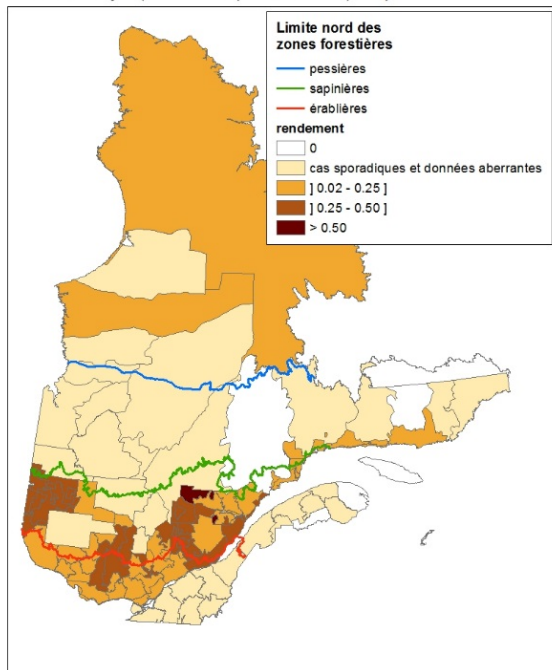 Limite nord des
zones forestières
pessières
sapinières
érablières
rendement
0
cas sporadiques et données aberrantes
] 0.02 - 0.25 ]
] 0.25 - 0.50 ]
> 0.50